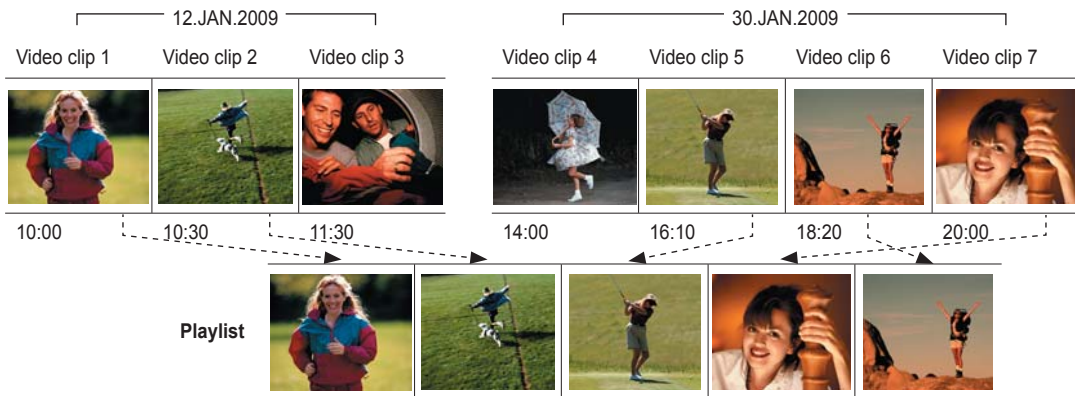 12.JAN.2009 30.JAN.2009
Video clip 1 Video clip 2 Video clip 3 Video clip 4 Video clip 5 Video clip 6 Video clip 7
10:00 10:30 11:30 14:00 16:10 18:20 20:00
Playlist